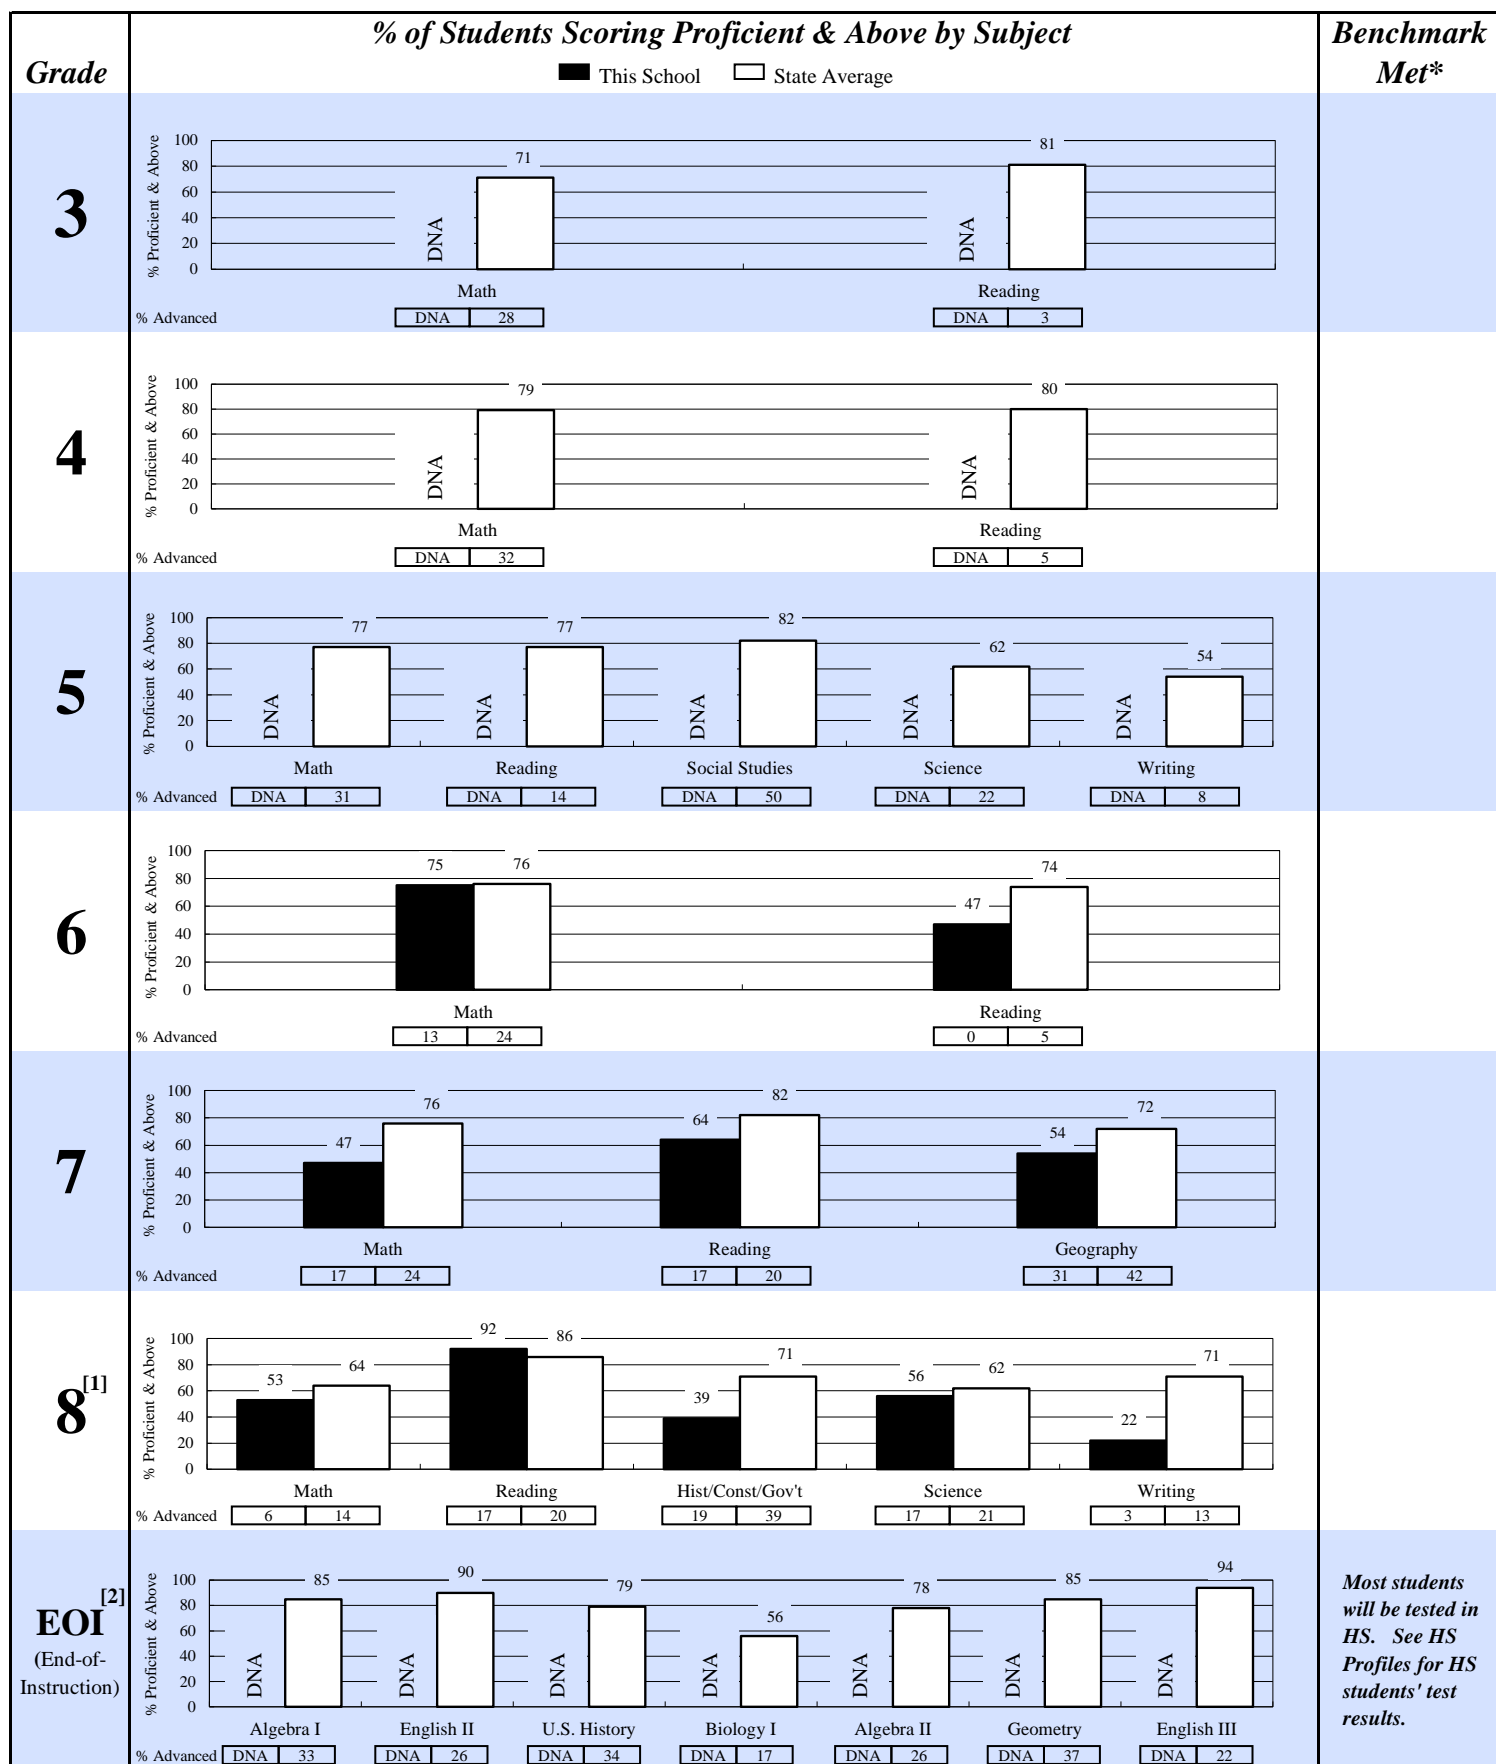 % of Students Scoring Proficient & Above by Subject
Benchmark
Met*
Grade
This School State Average
3
% Proficient & Above
100
80
60
40
20
0
DNA 71 DNA 81
Math Reading
% Advanced DNA 28 DNA 3
4
% Proficient & Above
100
80
60
40
20
0
DNA 79 DNA 80
Math Reading
% Advanced DNA 32 DNA 5
5
% Proficient & Above
100
80
60
40
20
0
DNA 77 DNA 77 DNA 82 DNA 62 DNA 54
Math Reading Social Studies Science Writing
% Advanced DNA 31 DNA 14 DNA 50 DNA 22 DNA 8
6
% Proficient & Above
100
80
60
40
20
0
75 76 47 74
Math Reading
% Advanced 13 24 0 5
7
% Proficient & Above
100
80
60
40
20
0
47 76 64 82 54 72
Math Reading Geography
% Advanced 17 24 17 20 31 42
8[1]
% Proficient & Above
100
80
60
40
20
0
53 64 92 86 39 71 56 62 22 71
Math Reading Hist/Const/Gov't Science Writing
% Advanced 6 14 17 20 19 39 17 21 3 13
EOI[2]
(End-of-
Instruction)
% Proficient & Above
100
80
60
40
20
0
DNA 85 DNA 90 DNA 79 DNA 56 DNA 78 DNA 85 DNA 94
Algebra I English II U.S. History Biology I Algebra II Geometry English III
% Advanced DNA 33 DNA 26 DNA 34 DNA 17 DNA 26 DNA 37 DNA 22
Most students
will be tested in
HS. See HS
Profiles for HS
students' test
results.